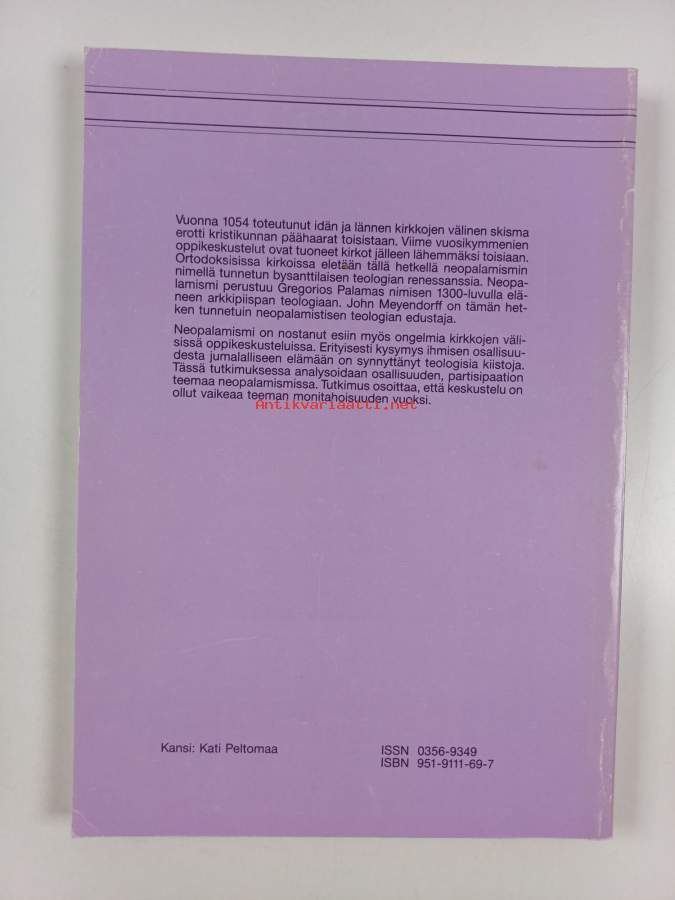 Vuonna 1054 toteutunut idän ja lännen kirkkojen välinen skisma
erotti kristikunnan päähaarat toisistaan. Viime vuosikymmenien
oppikeskustelut ovat tuoneet kirkot jälleen lähemmäksi toisiaan.
Ortodoksisissa kirkoissa eletään tällä hetkellä neopalamismin
nimellä tunnetun bysanttilaisen teologian renessanssia. Neopa-
lamismi perustuu Gregorios Palamas nimisen 1300-luvulla elä-
neen arkkipiispan teologiaan. John Meyendorff on tämän het-
ken tunnetuin neopalamistisen teologian edustaja.
Neopalamismi on nostanut esiin myös ongelmia kirkkojen väli-
sissä oppikeskusteluissa. Erityisesti kysymys ihmisen osallisuu-
desta jumalalliseen elämään on synnyttänyt teologisia kiistoja.
Tässä tutkimuksessa analysoidaan osallisuuden, partisipaation
teemaa neopalamismissa. Tutkimus osoittaa, että keskustelu on
ollut vaikeaa teeman monitahoisuuden vuoksi.
Antikvariaatti.net
Kansi: Kati Peltomaa
ISSN 0356-9349
ISBN 951-9111-69-7